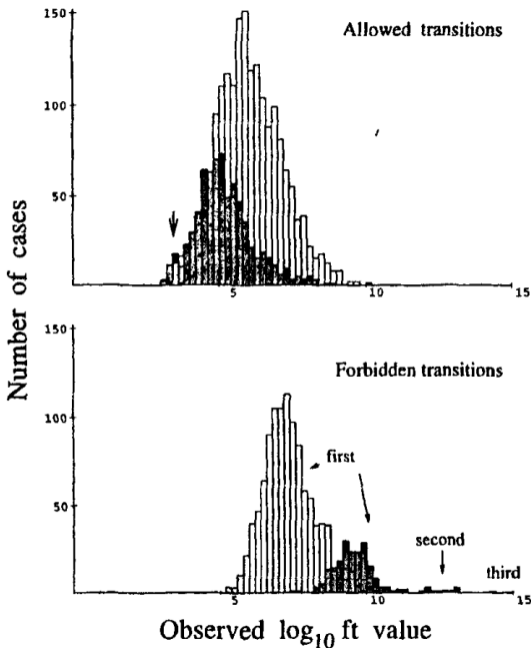 150
Allowed transitions
100
50
5
10
15
Number of cases
150
Forbidden transitions
100
first
50
second
third
5
10
15
Observed log10 ft value